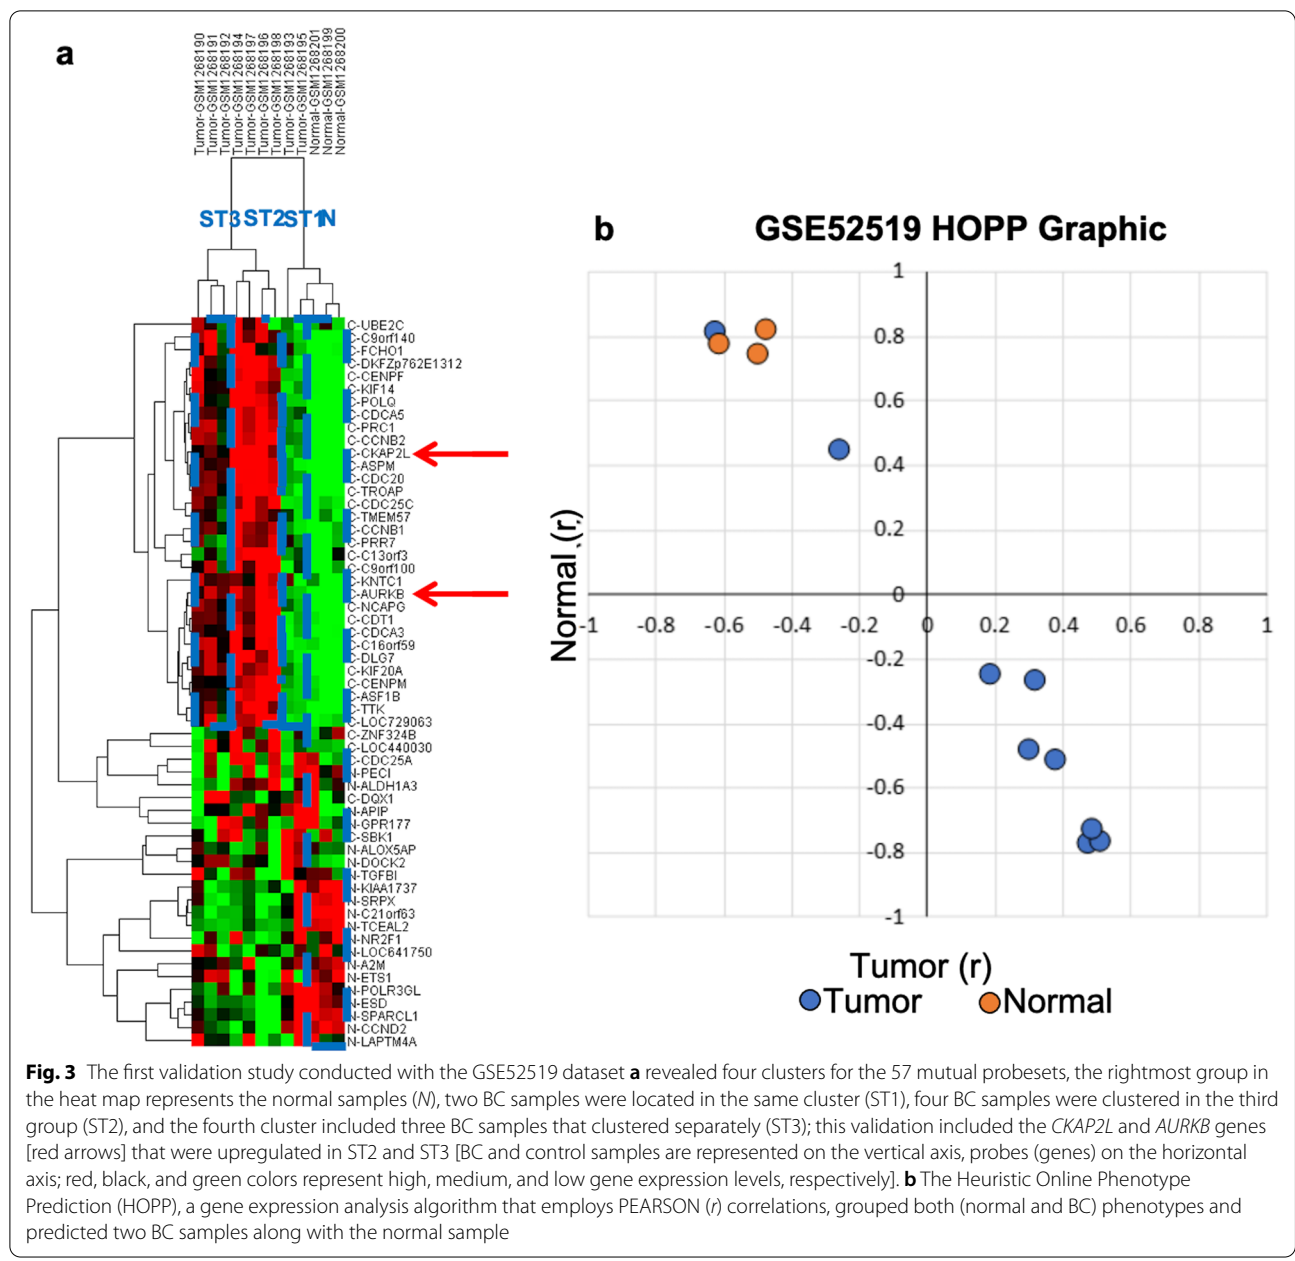 a
Tumor-GSM1268190
Tumor-GSM1268191
Tumor-GSM1268192
Tumor-GSM1268194
Tumor-GSM1268197
Tumor-GSM1268196
Tumor-GSM1268198
Tumor-GSM1268193
Tumor-GSM1268195
Normal-GSM1268201
Normal-GSM1268199
Normal-GSM1268200
ST3 ST2 ST1 N
C-UBE2C
C-C9orf140
C-FCHO1
C-DKFZp762E1312
C-CENPF
C-KIF14
C-POLQ
C-CDCA5
C-PRC1
C-CCNB2
C-CKAP2L
C-ASPM
C-CDC20
C-TROAP
C-CDC25C
C-TMEM57
C-CCNB1
C-PRR7
C-C13orf3
C-C9orf100
C-KNTC1
C-AURKB
C-NCAPG
C-CDT1
C-CDCA3
C-C16orf59
C-DLG7
C-KIF20A
C-CENPM
C-ASF1B
C-TTK
C-LOC729063
C-ZNF324B
C-LOC440030
C-CDC25A
N-PECI
N-ALDH1A3
C-DQX1
N-APIP
N-GPR177
C-SBK1
N-ALOX5AP
N-DOCK2
N-TGFBI
N-KIAA1737
N-SRPX
N-C21orf63
N-TCEAL2
N-NR2F1
N-LOC641750
N-A2M
N-ETS1
N-POLR3GL
N-ESD
N-SPARCL1
N-CCND2
N-LAPTM4A
b
GSE52519 HOPP Graphic
1
0.8
0.6
0.4
0.2
0
-0.2
-0.4
-0.6
-0.8
-1
-1 -0.8 -0.6 -0.4 -0.2 0 0.2 0.4 0.6 0.8 1
Normal (r)
Tumor (r)
Tumor Normal
Fig. 3 The first validation study conducted with the GSE52519 dataset a revealed four clusters for the 57 mutual probesets, the rightmost group in
the heat map represents the normal samples (N), two BC samples were located in the same cluster (ST1), four BC samples were clustered in the third
group (ST2), and the fourth cluster included three BC samples that clustered separately (ST3); this validation included the CKAP2L and AURKB genes
[red arrows] that were upregulated in ST2 and ST3 [BC and control samples are represented on the vertical axis, probes (genes) on the horizontal
axis; red, black, and green colors represent high, medium, and low gene expression levels, respectively]. b The Heuristic Online Phenotype
Prediction (HOPP), a gene expression analysis algorithm that employs PEARSON (r) correlations, grouped both (normal and BC) phenotypes and
predicted two BC samples along with the normal sample